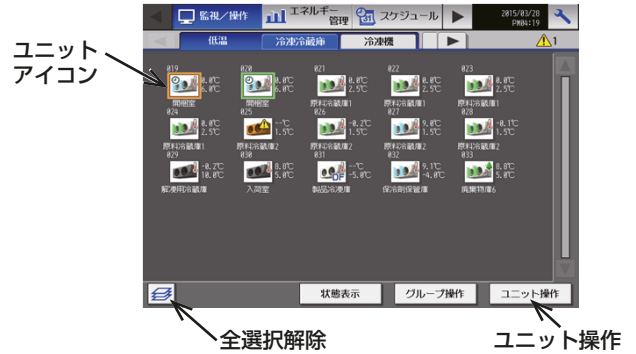 監視／操作
エネルギー
管理
スケジュール
2015/03/28
PM04:19
低温
冷凍冷蔵庫
冷凍機
1
ユニット
アイコン
019
020
021
022
023
0.0℃
6.0℃
0.0℃
6.0℃
0.0℃
2.5℃
0.0℃
2.5℃
0.0℃
2.5℃
開梱室
開梱室
原料冷蔵庫1
原料冷蔵庫1
原料冷蔵庫1
024
025
026
027
028
0.0℃
2.5℃
--℃
1.5℃
-0.2℃
1.5℃
9.0℃
1.5℃
-0.1℃
1.5℃
原料冷蔵庫1
原料冷蔵庫2
原料冷蔵庫2
原料冷蔵庫2
原料冷蔵庫2
029
030
031
032
033
-0.2℃
10.0℃
8.8℃
5.0℃
--℃
-5.0℃
DF
9.1℃
-4.0℃
8.8℃
5.0℃
解凍用冷蔵庫
入荷室
製品冷凍庫
保冷剤保管庫
廃棄物庫6
状態表示
グループ操作
ユニット操作
全選択解除
ユニット操作